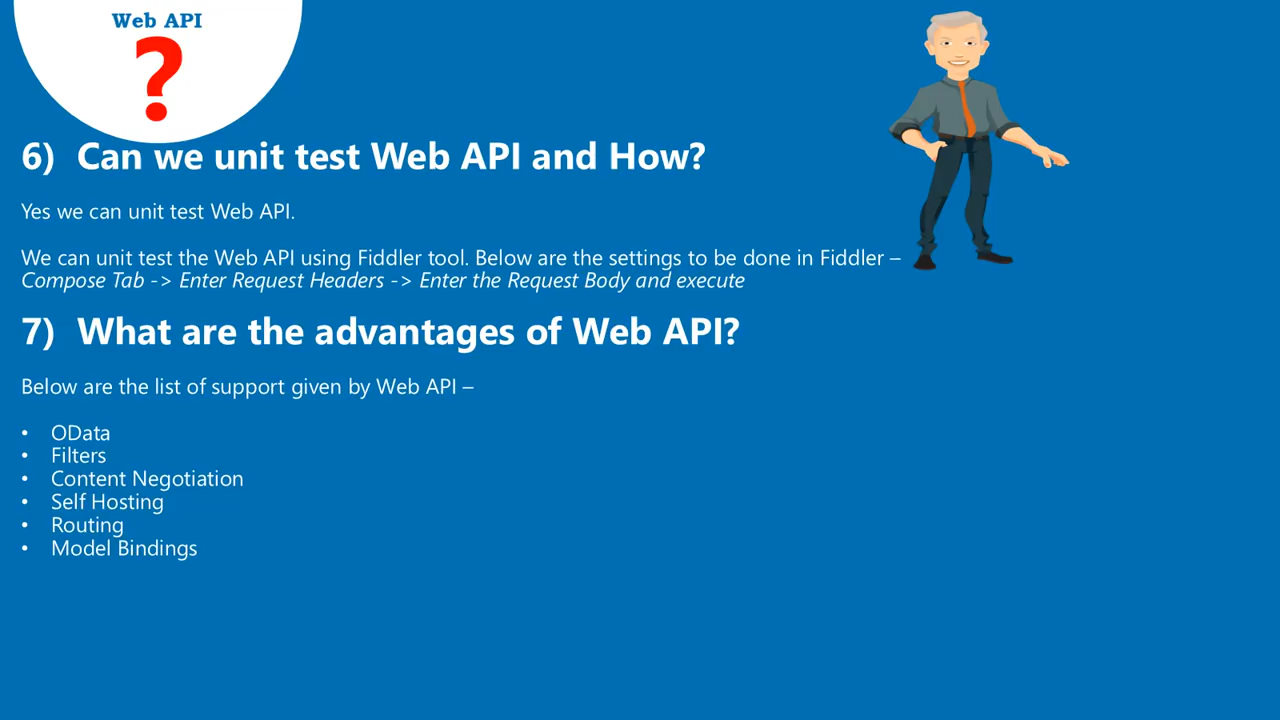 Web API
?
6) Can we unit test Web API and How?
Yes we can unit test Web API.
We can unit test the Web API using Fiddler tool. Below are the settings to be done in Fiddler –
Compose Tab -> Enter Request Headers -> Enter the Request Body and execute
7) What are the advantages of Web API?
Below are the list of support given by Web API –
• OData
• Filters
• Content Negotiation
• Self Hosting
• Routing
• Model Bindings